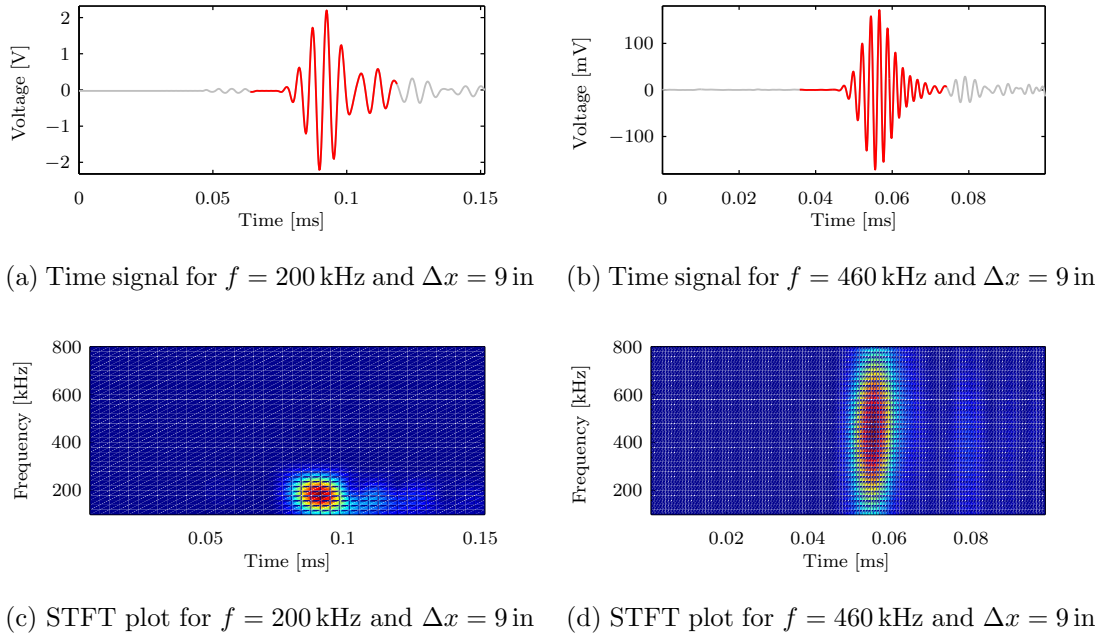 2
1
0
−1
−2
Voltage [V]
0
0.05
0.1
0.15
Time [ms]
100
0
−100
Voltage [mV]
0
0.02
0.04
0.06
0.08
Time [ms]
(a) Time signal for f = 200 kHz and Δx = 9 in
(b) Time signal for f = 460 kHz and Δx = 9 in
800
600
400
200
Frequency [kHz]
0.05
0.1
0.15
Time [ms]
800
600
400
200
Frequency [kHz]
0.02
0.04
0.06
0.08
Time [ms]
(c) STFT plot for f = 200 kHz and Δx = 9 in
(d) STFT plot for f = 460 kHz and Δx = 9 in